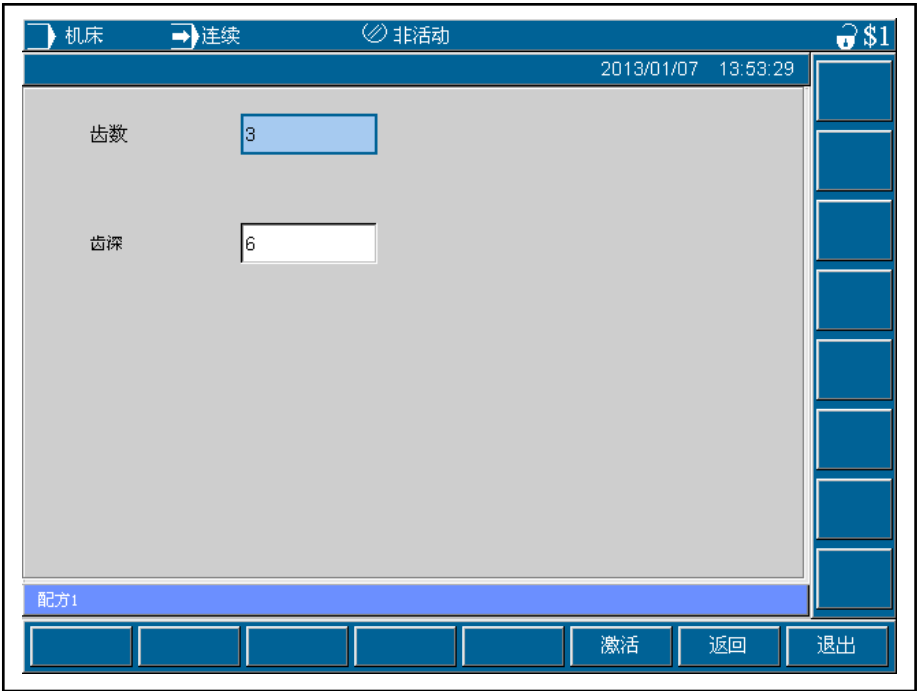 机床 连续 非活动 $1
2013/01/07 13:53:29
齿数 3
齿深 6
配方1
激活 返回 退出